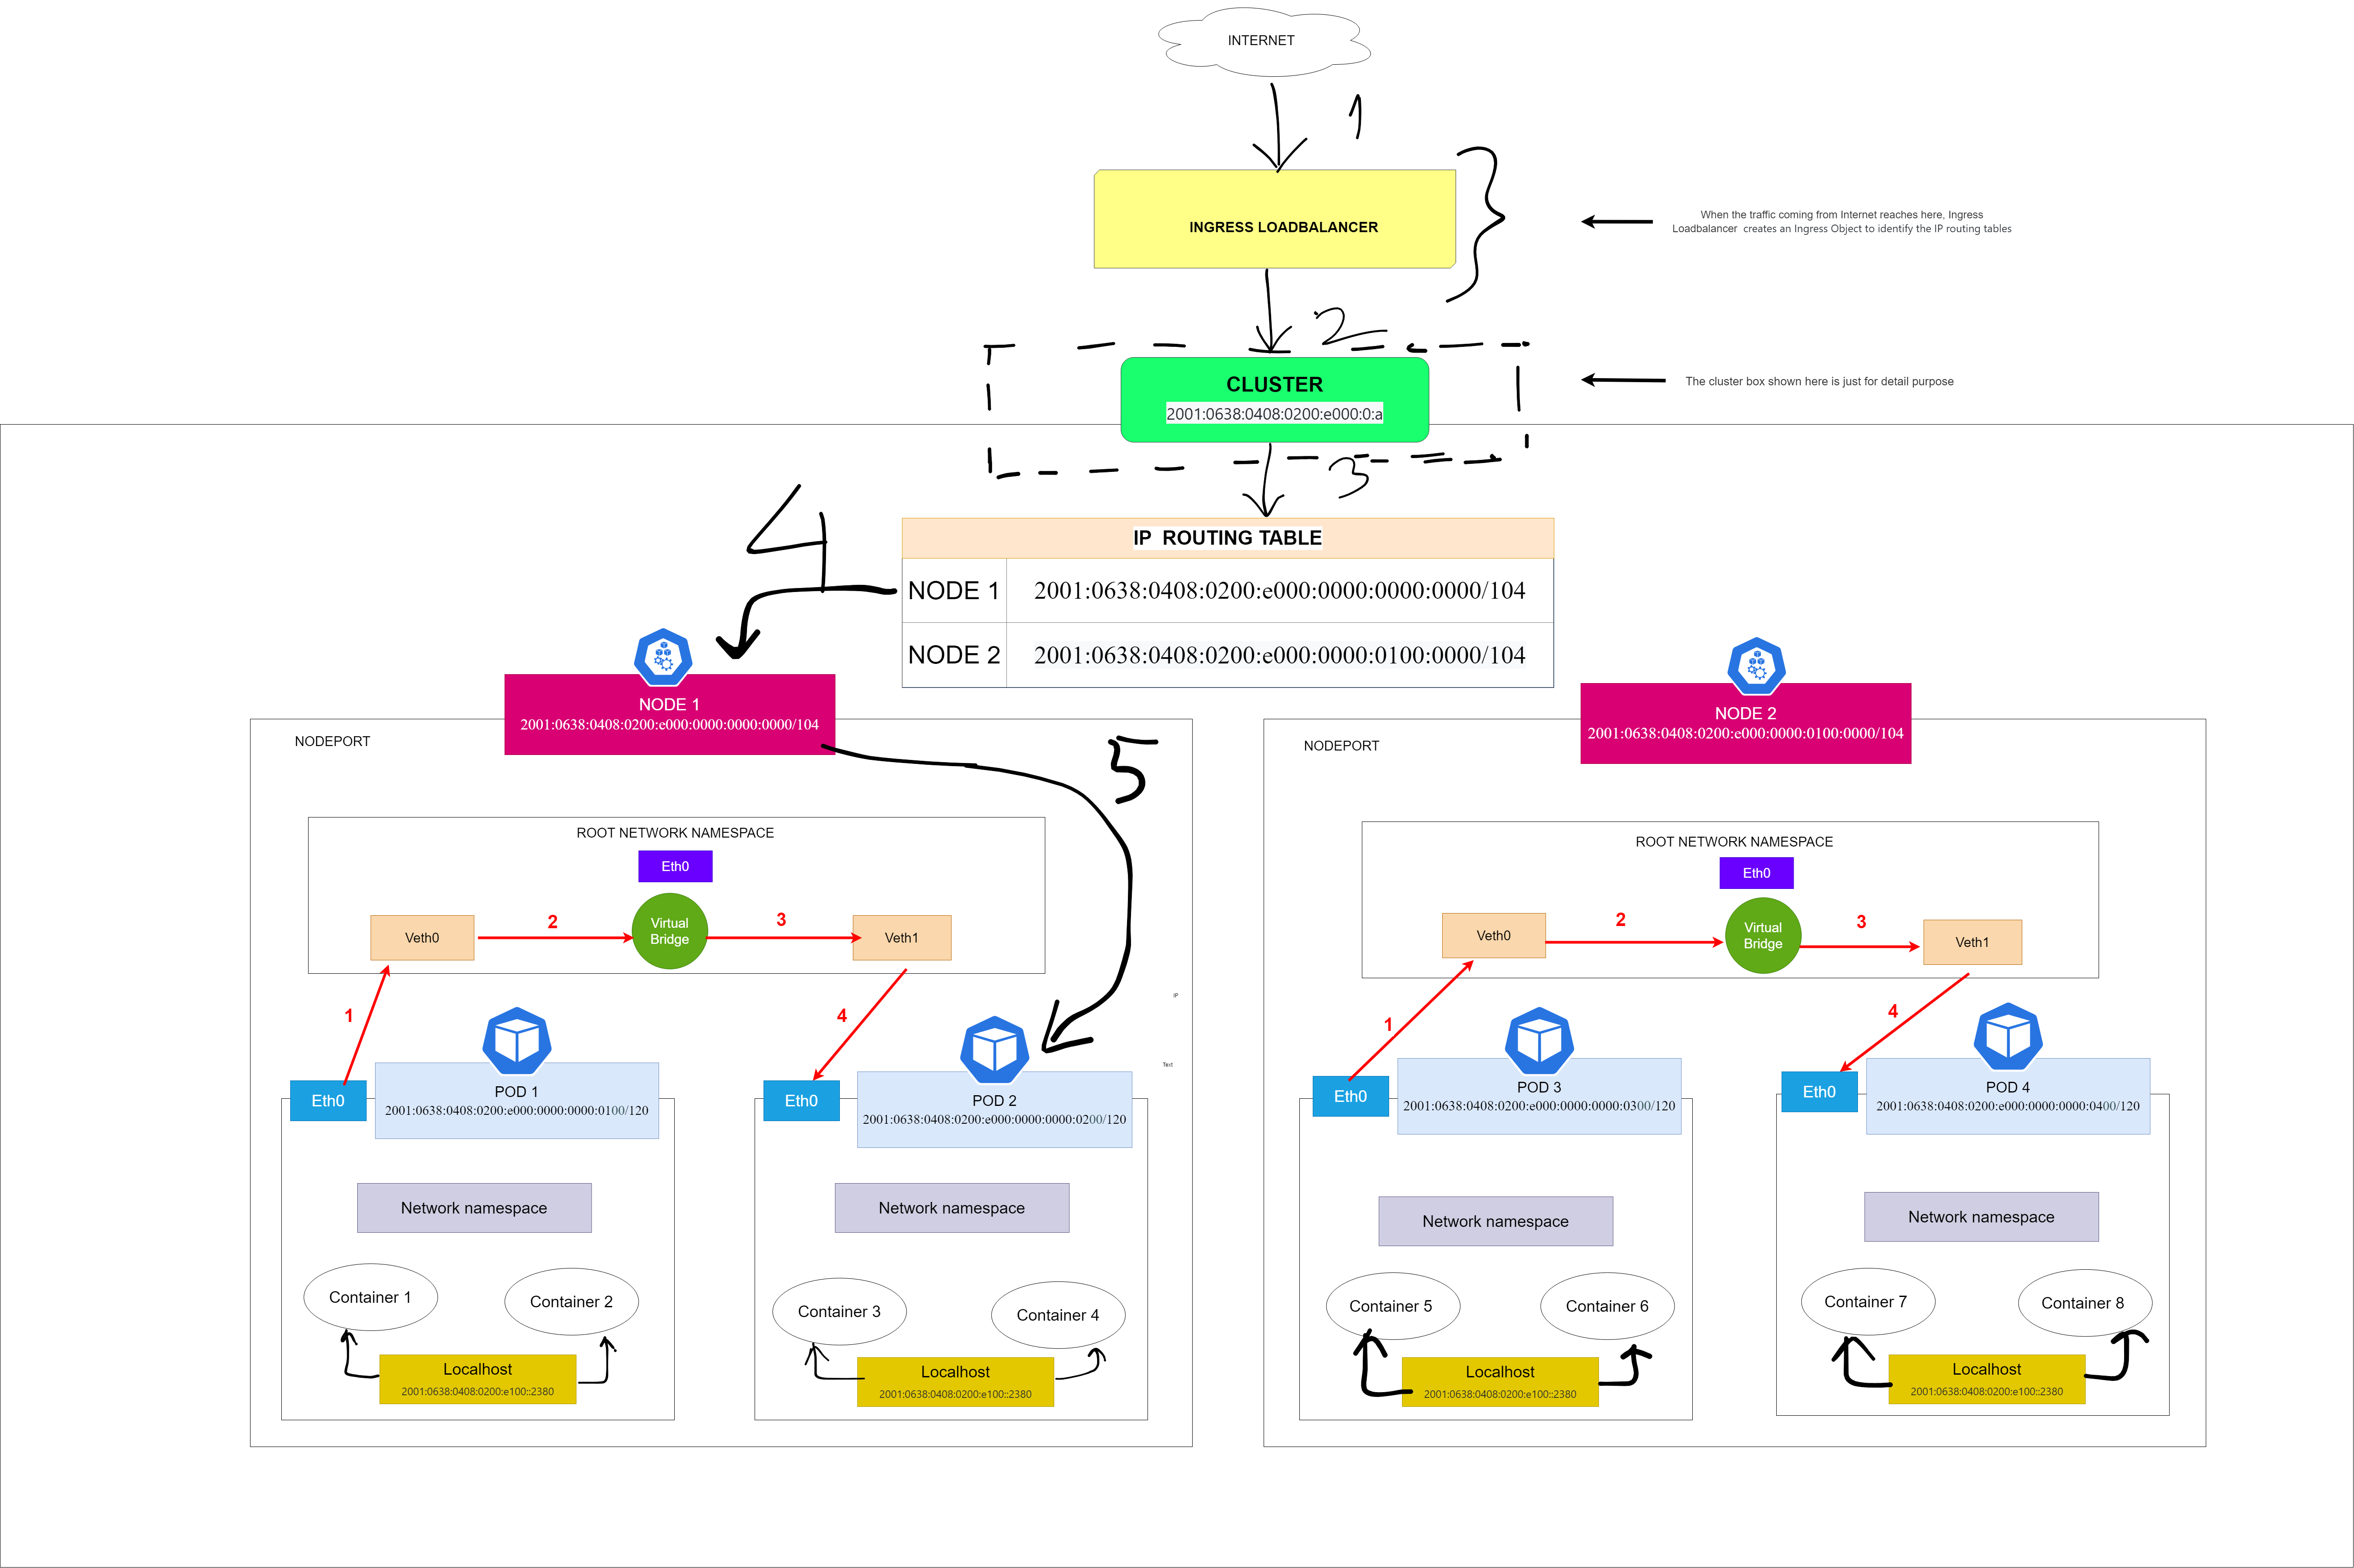 INTERNET
1
INGRESS LOADBALANCER
When the traffic coming from Internet reaches here, Ingress
Loadbalancer creates an Ingress Object to identify the IP routing tables
2
CLUSTER
2001:0638:0408:0200:e000:0:a
The cluster box shown here is just for detail purpose
3
4
IP ROUTING TABLE
NODE 1
2001:0638:0408:0200:e000:0000:0000:0000/104
NODE 2
2001:0638:0408:0200:e000:0000:0100:0000/104
NODE 1
2001:0638:0408:0200:e000:0000:0000:0000/104
NODEPORT
5
ROOT NETWORK NAMESPACE
Eth0
Veth0
2
Virtual
Bridge
3
Veth1
1
4
IP
Text
Eth0
POD 1
2001:0638:0408:0200:e000:0000:0000:0100/120
Eth0
POD 2
2001:0638:0408:0200:e000:0000:0000:0200/120
Network namespace
Network namespace
Container 1
Container 2
Container 3
Container 4
Localhost
2001:0638:0408:0200:e100::2380
Localhost
2001:0638:0408:0200:e100::2380
NODE 2
2001:0638:0408:0200:e000:0000:0100:0000/104
NODEPORT
ROOT NETWORK NAMESPACE
Eth0
Veth0
2
Virtual
Bridge
3
Veth1
1
4
Eth0
POD 3
2001:0638:0408:0200:e000:0000:0000:0300/120
Eth0
POD 4
2001:0638:0408:0200:e000:0000:0000:0400/120
Network namespace
Network namespace
Container 5
Container 6
Container 7
Container 8
Localhost
2001:0638:0408:0200:e100::2380
Localhost
2001:0638:0408:0200:e100::2380